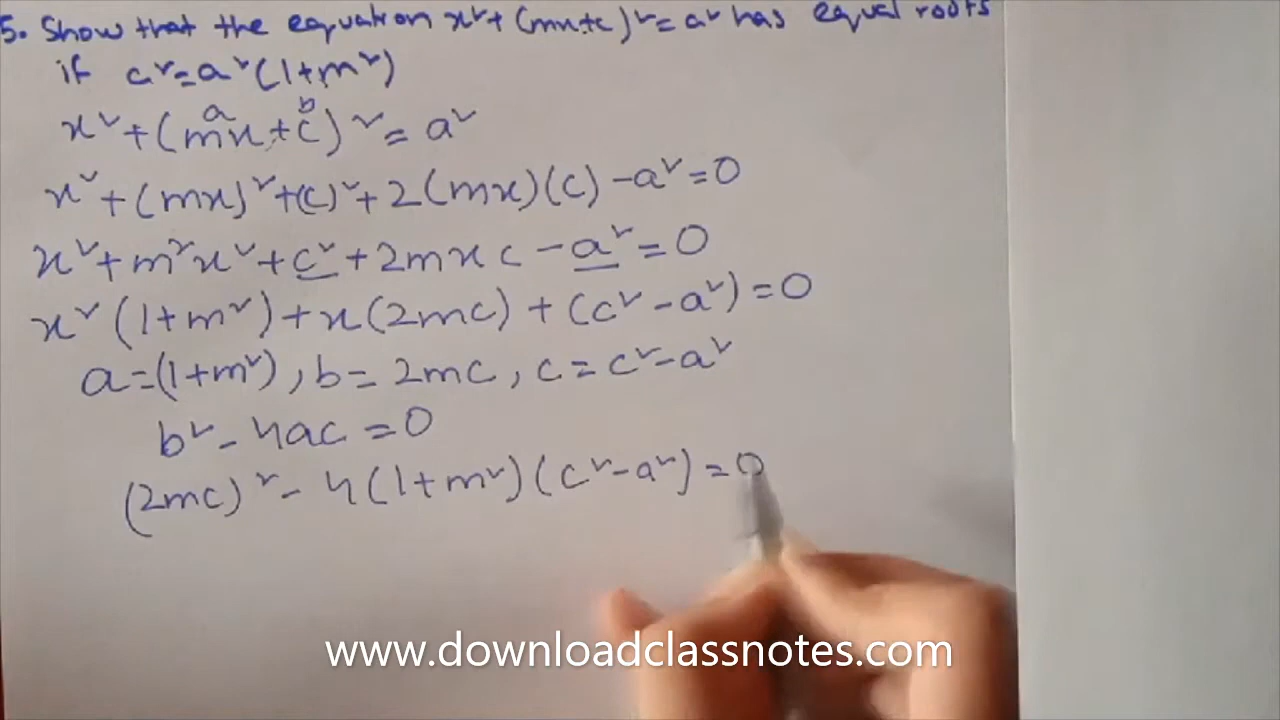 5. Show that the equation x²+(mx+c)²=a² has equal roots
if c²=a²(1+m²)
a b
x²+(mx+c)²=a²
x²+(mx)²+(c)²+2(mx)(c)-a²=0
x²+m²x²+c²+2mxc-a²=0
x²(1+m²)+x(2mc)+(c²-a²)=0
a=(1+m²), b=2mc, c=c²-a²
b²-4ac=0
(2mc)²-4(1+m²)(c²-a²)=0
www.downloadclassnotes.com